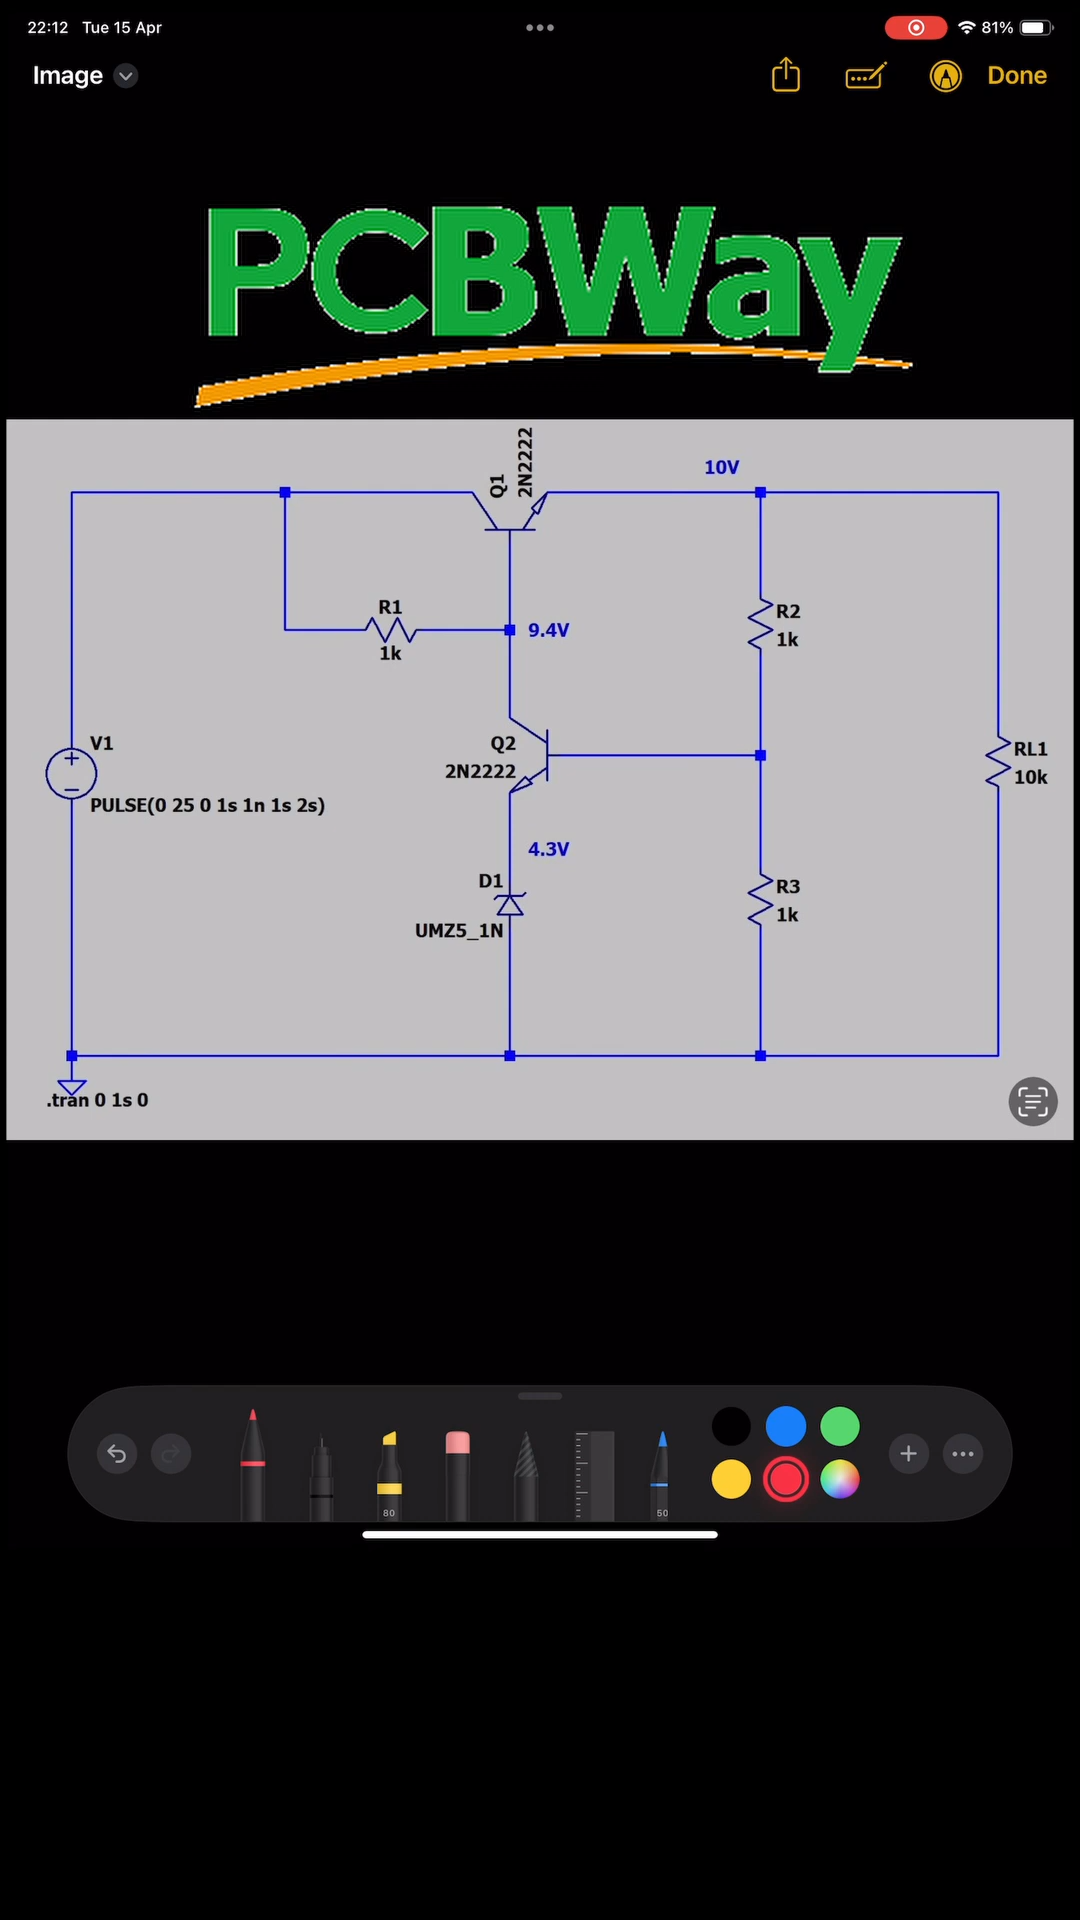 22:12 Tue 15 Apr
81%
Image
Done
PCBWay
Q1
2N2222
10V
R1
1k
9.4V
R2
1k
V1
PULSE(0 25 0 1s 1n 1s 2s)
Q2
2N2222
RL1
10k
4.3V
D1
UMZ5_1N
R3
1k
.tran 0 1s 0
80
50